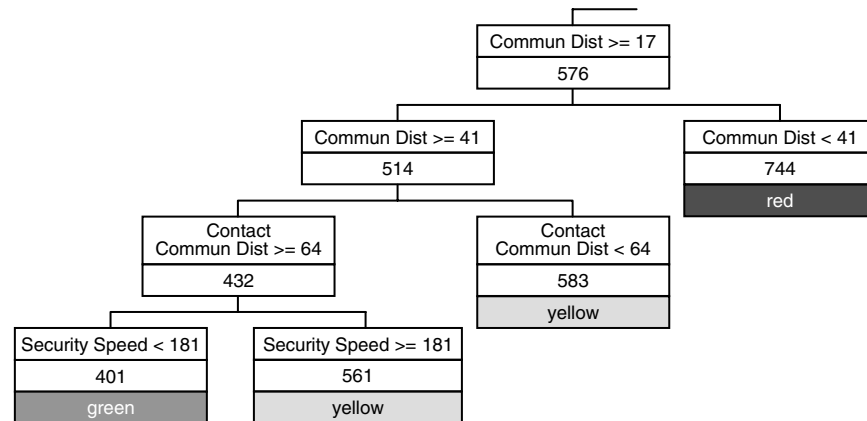 Commun Dist >= 17
576
Commun Dist >= 41
514
Commun Dist < 41
744
red
Contact
Commun Dist >= 64
432
Contact
Commun Dist < 64
583
yellow
Security Speed < 181
401
green
Security Speed >= 181
561
yellow